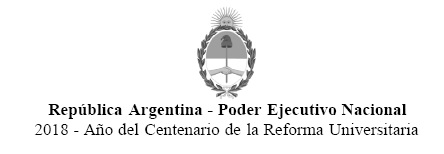 República Argentina - Poder Ejecutivo Nacional
2018 - Año del Centenario de la Reforma Universitaria